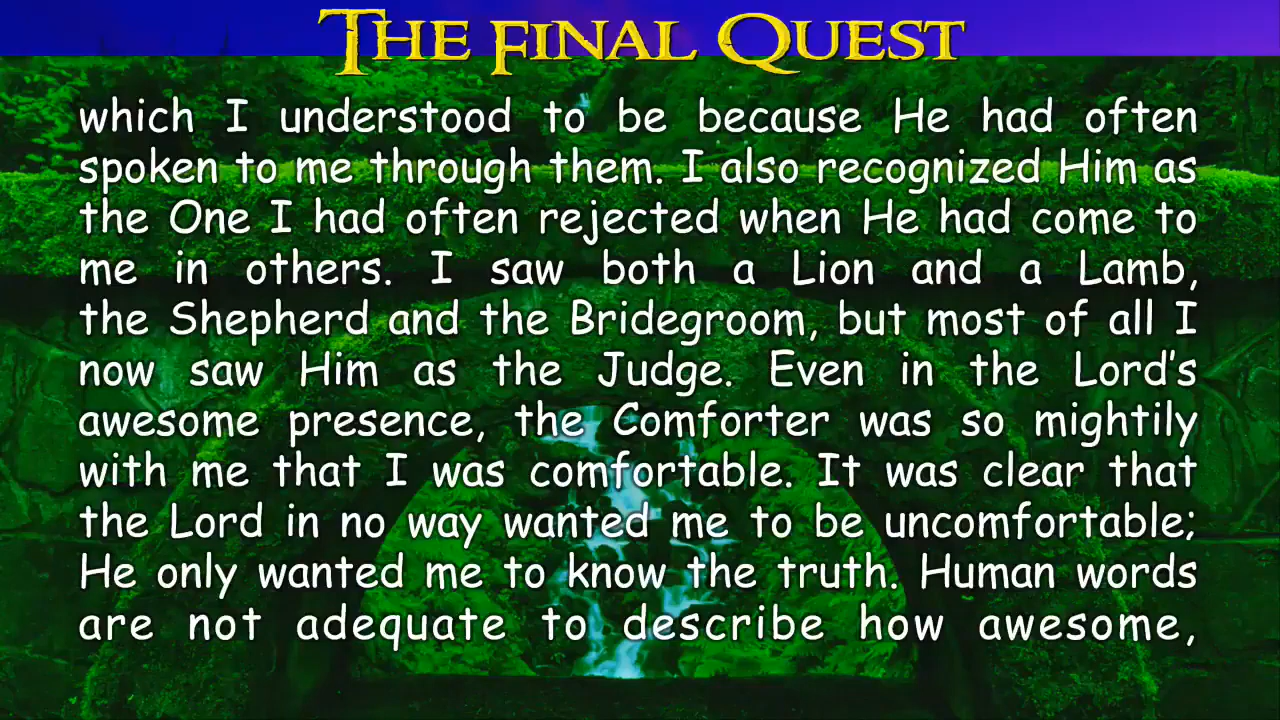 THE FINAL QUEST
which I understood to be because He had often
spoken to me through them. I also recognized Him as
the One I had often rejected when He had come to
me in others. I saw both a Lion and a Lamb,
the Shepherd and the Bridegroom, but most of all I
now saw Him as the Judge. Even in the Lord's
awesome presence, the Comforter was so mightily
with me that I was comfortable. It was clear that
the Lord in no way wanted me to be uncomfortable;
He only wanted me to know the truth. Human words
are not adequate to describe how awesome,